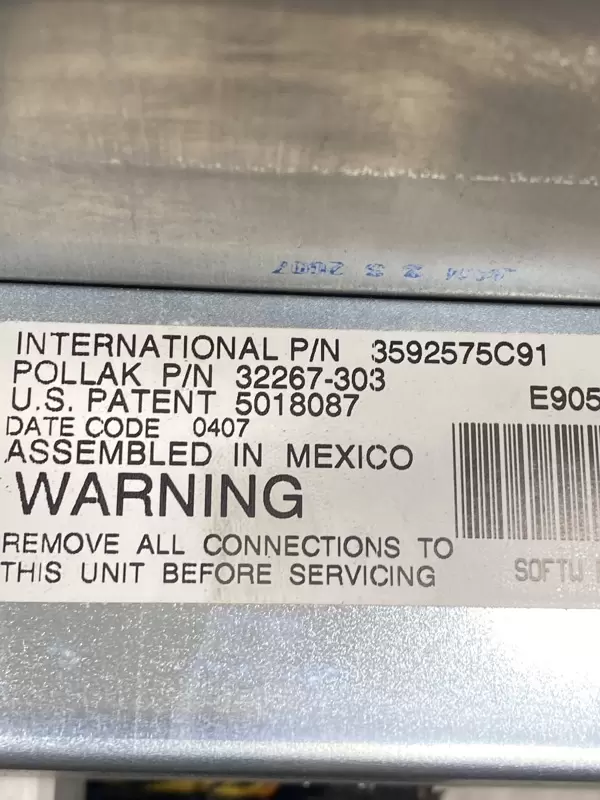 INTERNATIONAL P/N 3592575C91
POLLAK P/N 32267-303
U.S. PATENT 5018087
E905
DATE CODE 0407
ASSEMBLED IN MEXICO
WARNING
REMOVE ALL CONNECTIONS TO
THIS UNIT BEFORE SERVICING
SOFTW